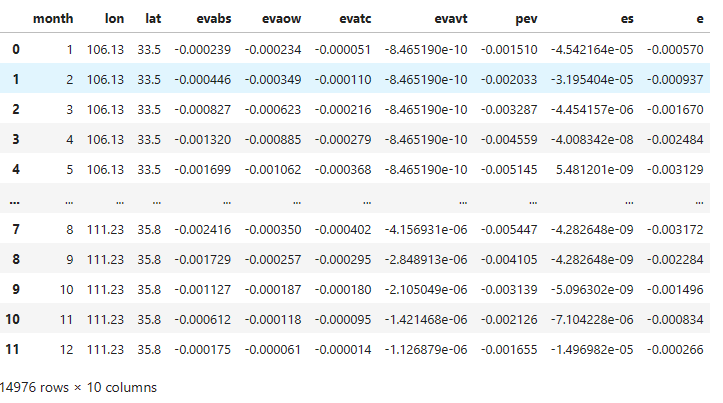 month lon lat evabs evaow evatc evavt pev es e
0 1 106.13 33.5 -0.000239 -0.000234 -0.000051 -8.465190e-10 -0.001510 -4.542164e-05 -0.000570
1 2 106.13 33.5 -0.000446 -0.000349 -0.000110 -8.465190e-10 -0.002033 -3.195404e-05 -0.000937
2 3 106.13 33.5 -0.000827 -0.000623 -0.000216 -8.465190e-10 -0.003287 -4.454157e-06 -0.001670
3 4 106.13 33.5 -0.001320 -0.000885 -0.000279 -8.465190e-10 -0.004559 -4.008342e-08 -0.002484
4 5 106.13 33.5 -0.001699 -0.001062 -0.000368 -8.465190e-10 -0.005145 5.481201e-09 -0.003129
... ... ... ... ... ... ... ... ... ... ...
7 8 111.23 35.8 -0.002416 -0.000350 -0.000402 -4.156931e-06 -0.005447 -4.282648e-09 -0.003172
8 9 111.23 35.8 -0.001729 -0.000257 -0.000295 -2.848913e-06 -0.004105 -4.282648e-09 -0.002284
9 10 111.23 35.8 -0.001127 -0.000187 -0.000180 -2.105049e-06 -0.003139 -5.096302e-09 -0.001496
10 11 111.23 35.8 -0.000612 -0.000118 -0.000095 -1.421468e-06 -0.002126 -7.104228e-06 -0.000834
11 12 111.23 35.8 -0.000175 -0.000061 -0.000014 -1.126879e-06 -0.001655 -1.496982e-05 -0.000266
14976 rows × 10 columns